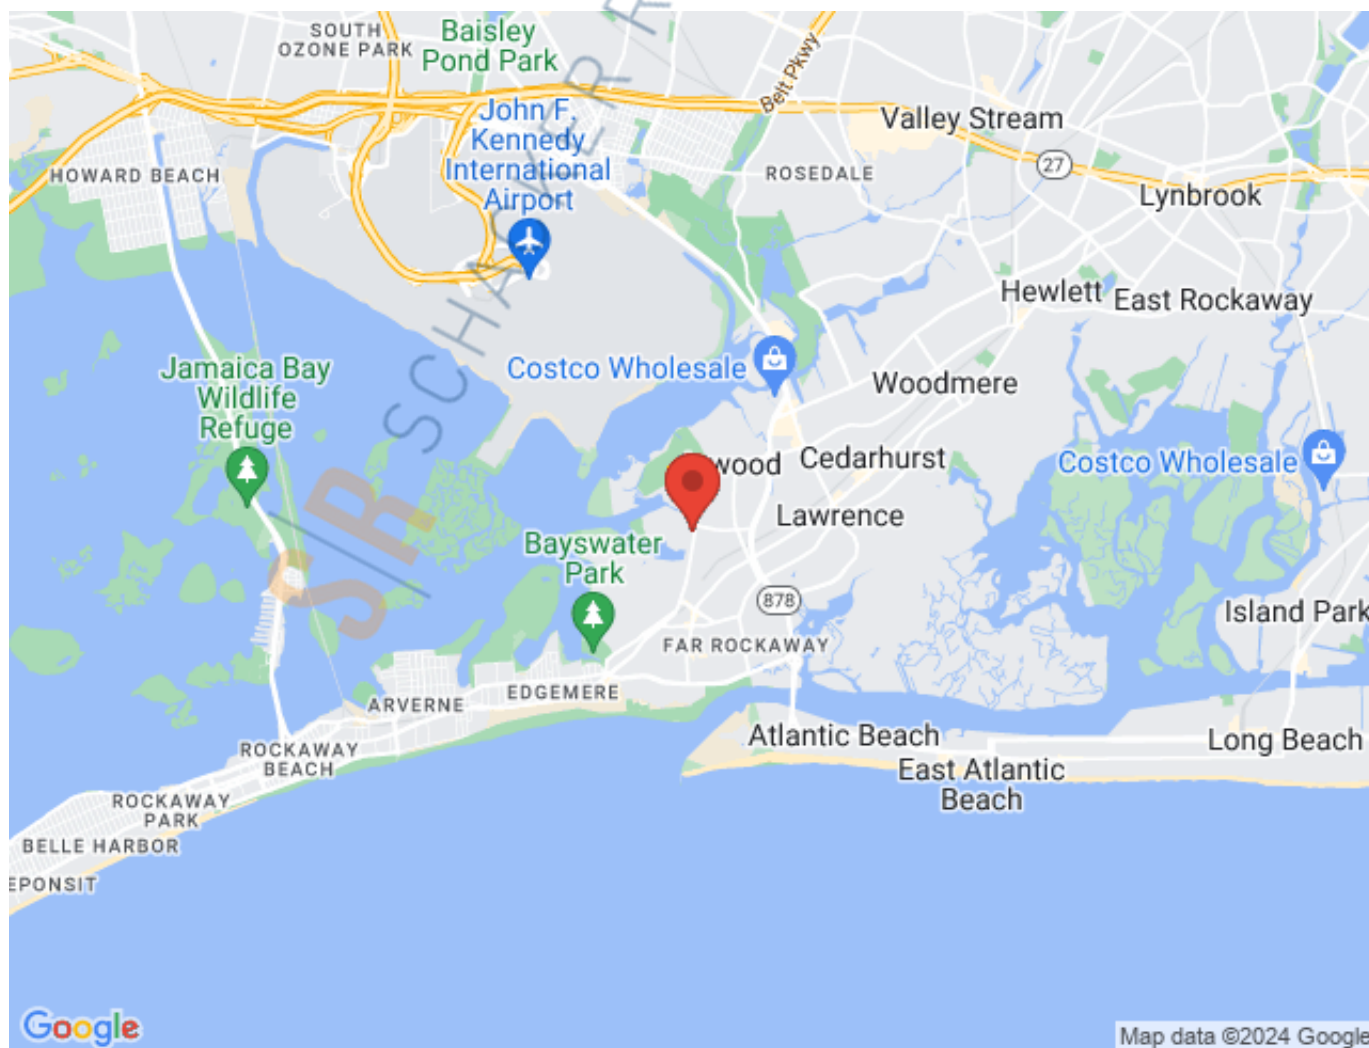 SOUTH
OZONE PARK
Baisley
Pond Park
Belt Pkwy
John F.
Kennedy
International
Airport
Valley Stream
27
HOWARD BEACH
ROSEDALE
Lynbrook
Hewlett
East Rockaway
Jamaica Bay
Wildlife
Refuge
Costco Wholesale
Woodmere
wood
Cedarhurst
Costco Wholesale
Lawrence
Bayswater
Park
878
Island Park
FAR ROCKAWAY
EDGEMERE
ARVERNE
Atlantic Beach
Long Beach
ROCKAWAY
BEACH
East Atlantic
Beach
ROCKAWAY
PARK
BELLE HARBOR
EPONSIT
SIR
Google
Map data ©2024 Google